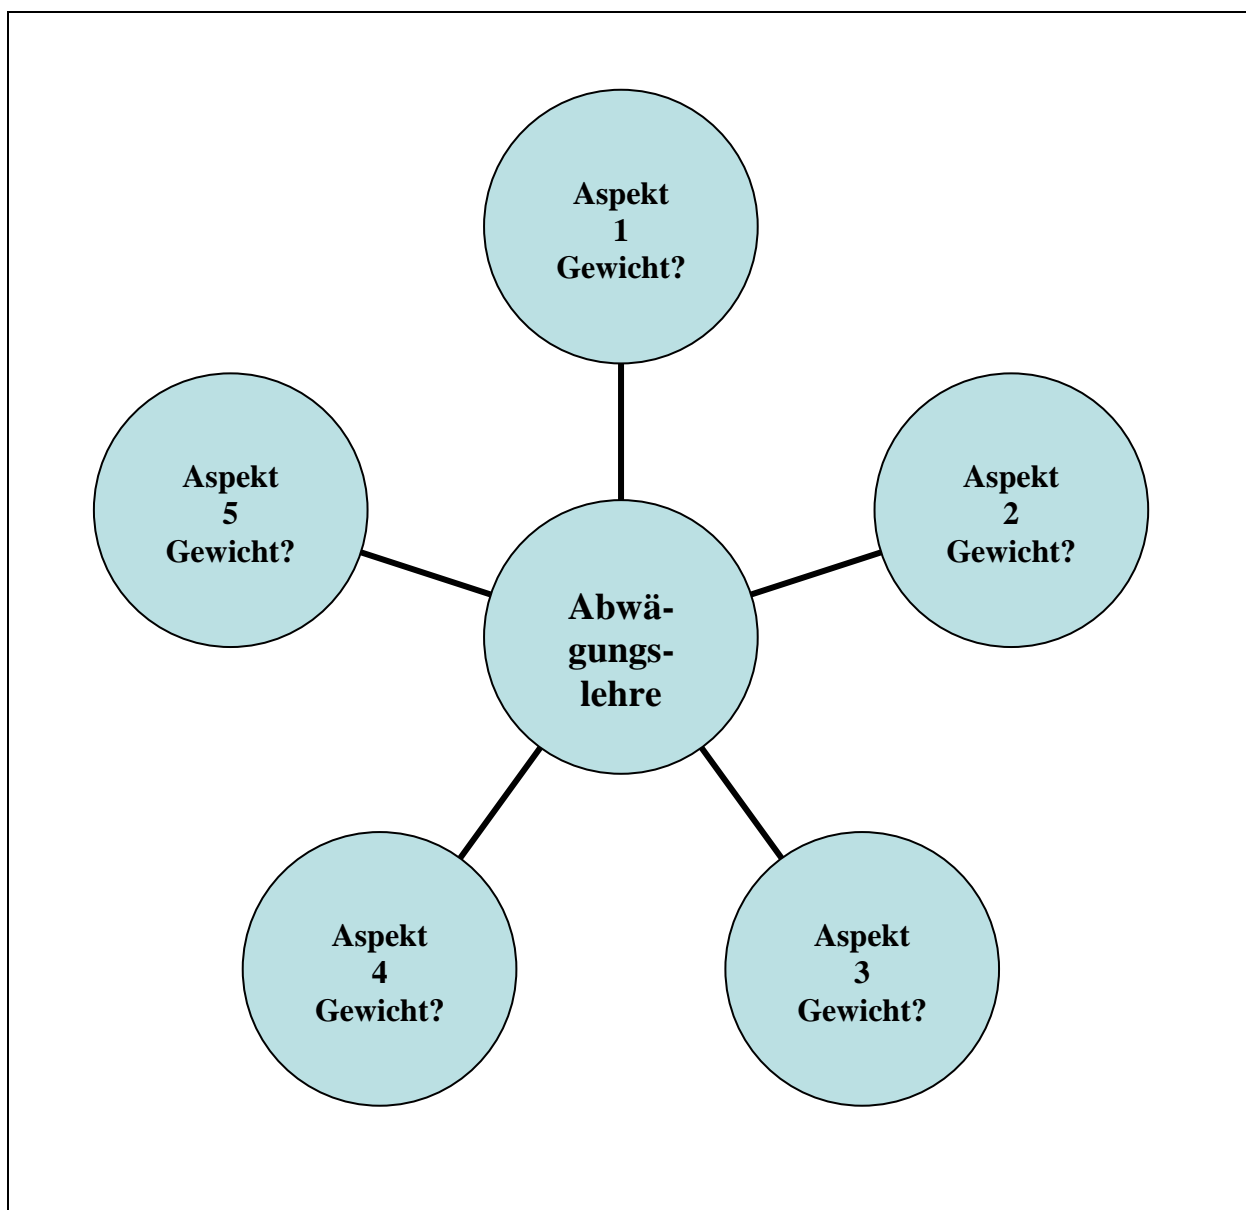 Aspekt
1
Gewicht?
Aspekt
5
Gewicht?
Aspekt
2
Gewicht?
Abwä-
gungs-
lehre
Aspekt
4
Gewicht?
Aspekt
3
Gewicht?